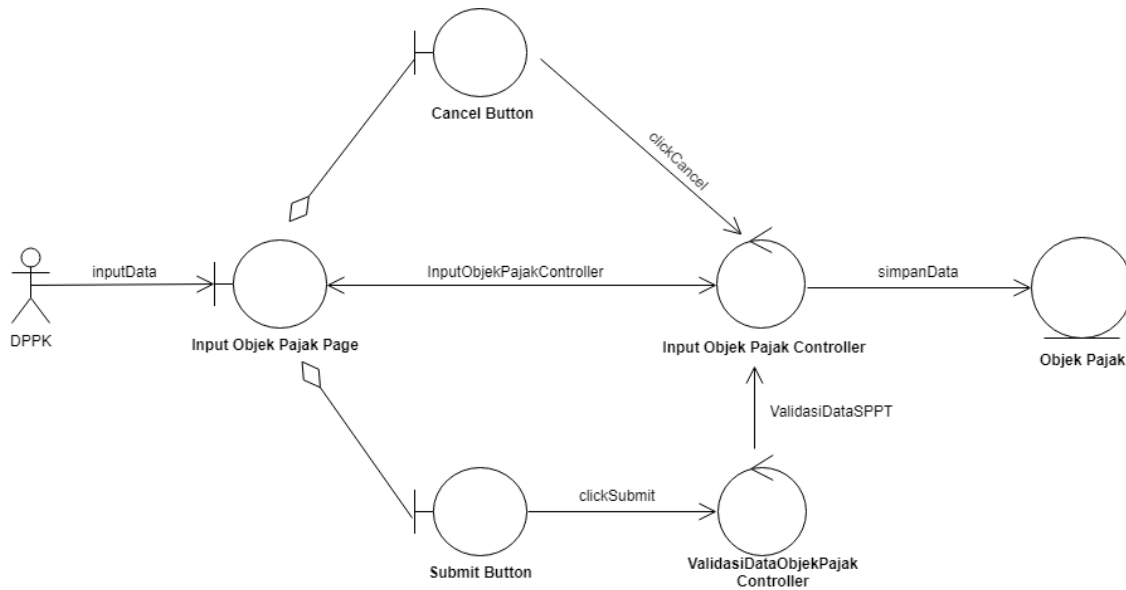 Cancel Button
clickCancel
inputData
InputObjekPajakController
simpanData
DPPK
Input Objek Pajak Page
Input Objek Pajak Controller
Objek Pajak
ValidasiDataSPPT
clickSubmit
Submit Button
ValidasiDataObjekPajak
Controller